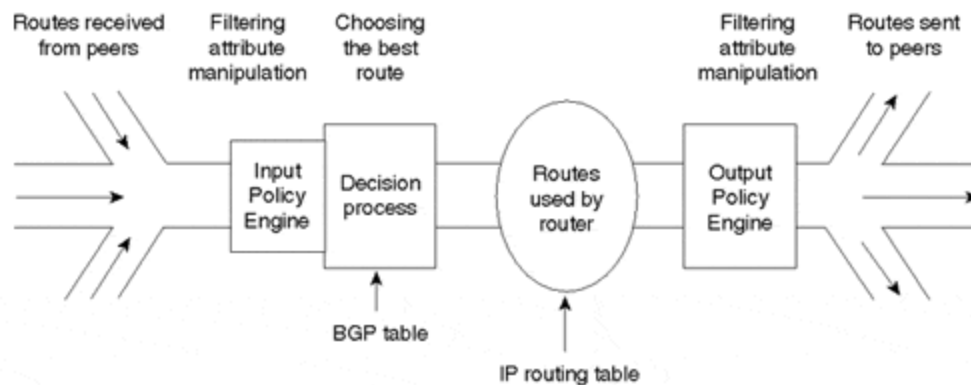 Routes received
from peers
Filtering
attribute
manipulation
Choosing
the best
route
Filtering
attribute
manipulation
Routes sent
to peers
Input
Policy
Engine
Decision
process
Routes
used by
router
Output
Policy
Engine
BGP table
IP routing table